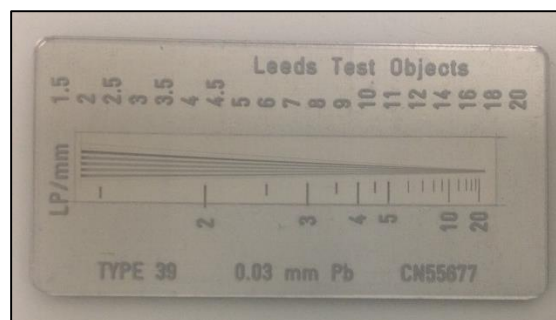 Leeds Test Objects
1.5 2 2.5 3 3.5 4 4.5 5 6 7 8 9 10 11 12 14 16 18 20
LP/mm
2 3 4 5 10 20
TYPE 39 0.03 mm Pb CN55677